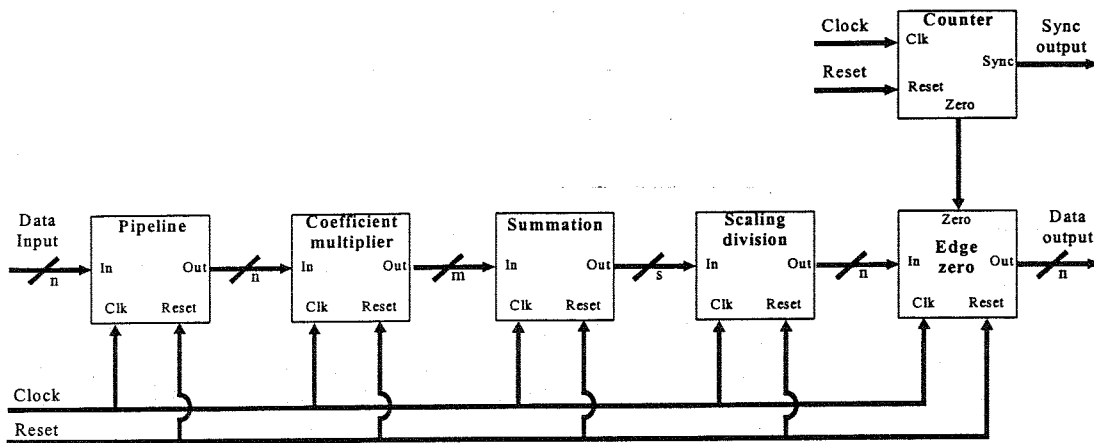 Counter
Clock
Clk
Sync
output
Sync
Reset
Reset
Zero
Data
Input
n
Pipeline
In
Out
Clk
Reset
n
Coefficient
multiplier
In
Out
Clk
Reset
m
Summation
In
Out
Clk
Reset
s
Scaling
division
In
Out
Clk
Reset
n
Zero
Edge
zero
In
Out
Clk
Reset
Data
output
n
Clock
Reset